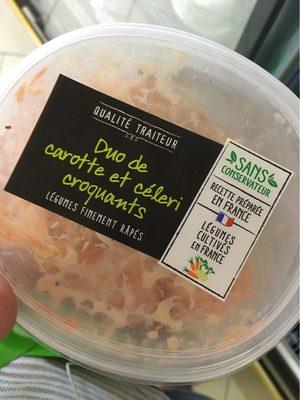 QUALITÉ TRAITEUR
Duo de
carotte et céleri
croquants
LÉGUMES FINEMENT RÂPÉS
SANS
CONSERVATEUR
RECETTE PRÉPARÉE
EN FRANCE
LÉGUMES
CULTIVÉS
EN FRANCE